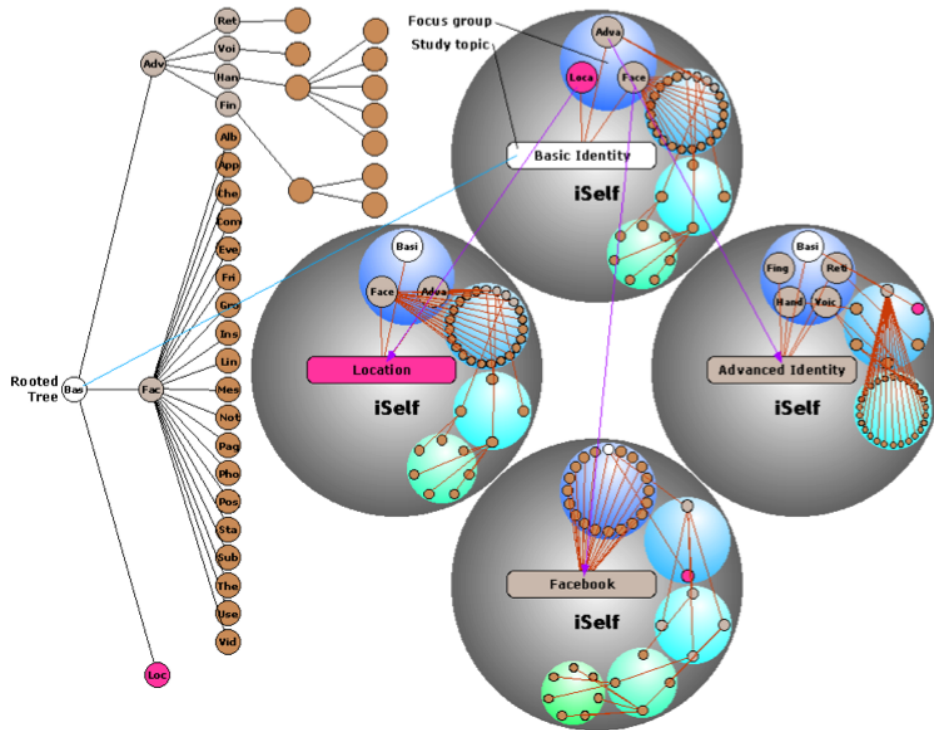 Ret
Voi
Adv
Han
Fin
Alb
App
Che
Com
Eve
Fri
Gro
Ins
Lin
Rooted
Tree
Bas
Fac
Mes
Not
Pag
Pho
Pos
Sta
Sub
The
Use
Vid
Loc
Focus group
Study topic
Adva
Loca
Face
Basic Identity
iSelf
Basi
Face
Adva
Location
iSelf
Basi
Fing
Reti
Hand
Voic
Advanced Identity
iSelf
Facebook
iSelf